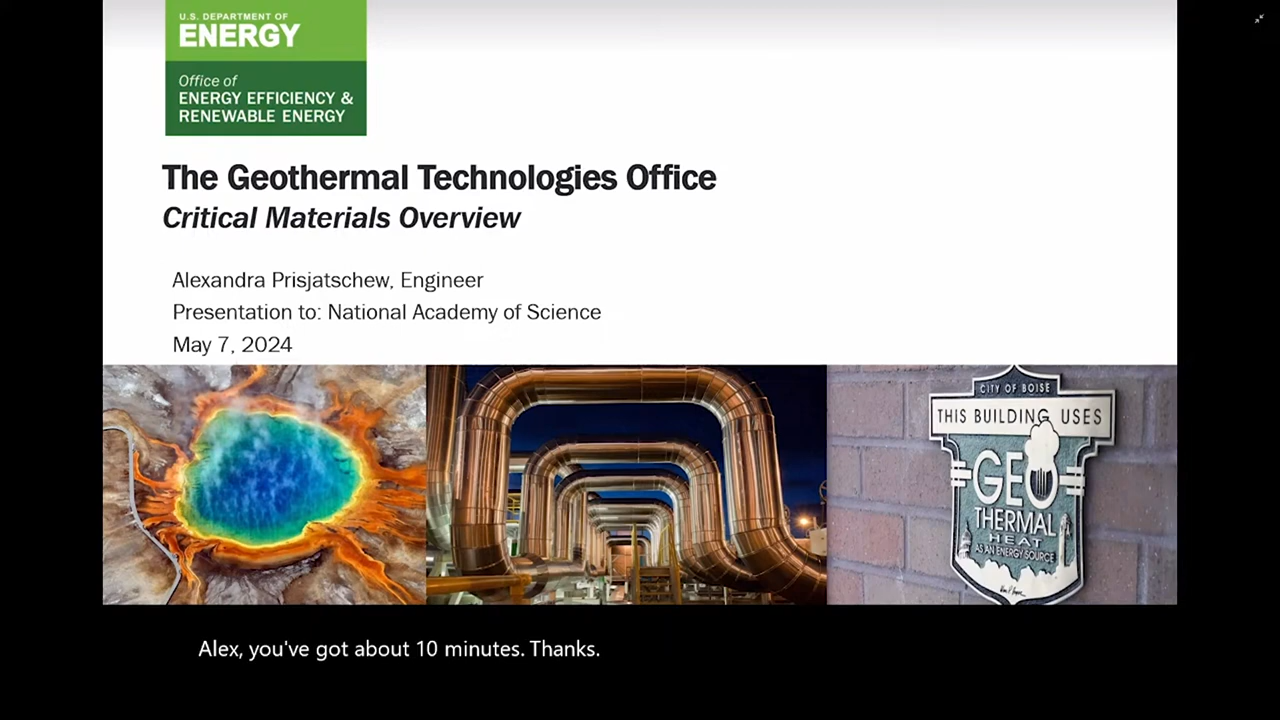 U.S. DEPARTMENT OF
ENERGY
Office of
ENERGY EFFICIENCY &
RENEWABLE ENERGY
The Geothermal Technologies Office
Critical Materials Overview
Alexandra Prisjatschew, Engineer
Presentation to: National Academy of Science
May 7, 2024
CITY OF BOISE
THIS BUILDING USES
GEO
THERMAL
HEAT
AS AN ENERGY SOURCE
Alex, you've got about 10 minutes. Thanks.